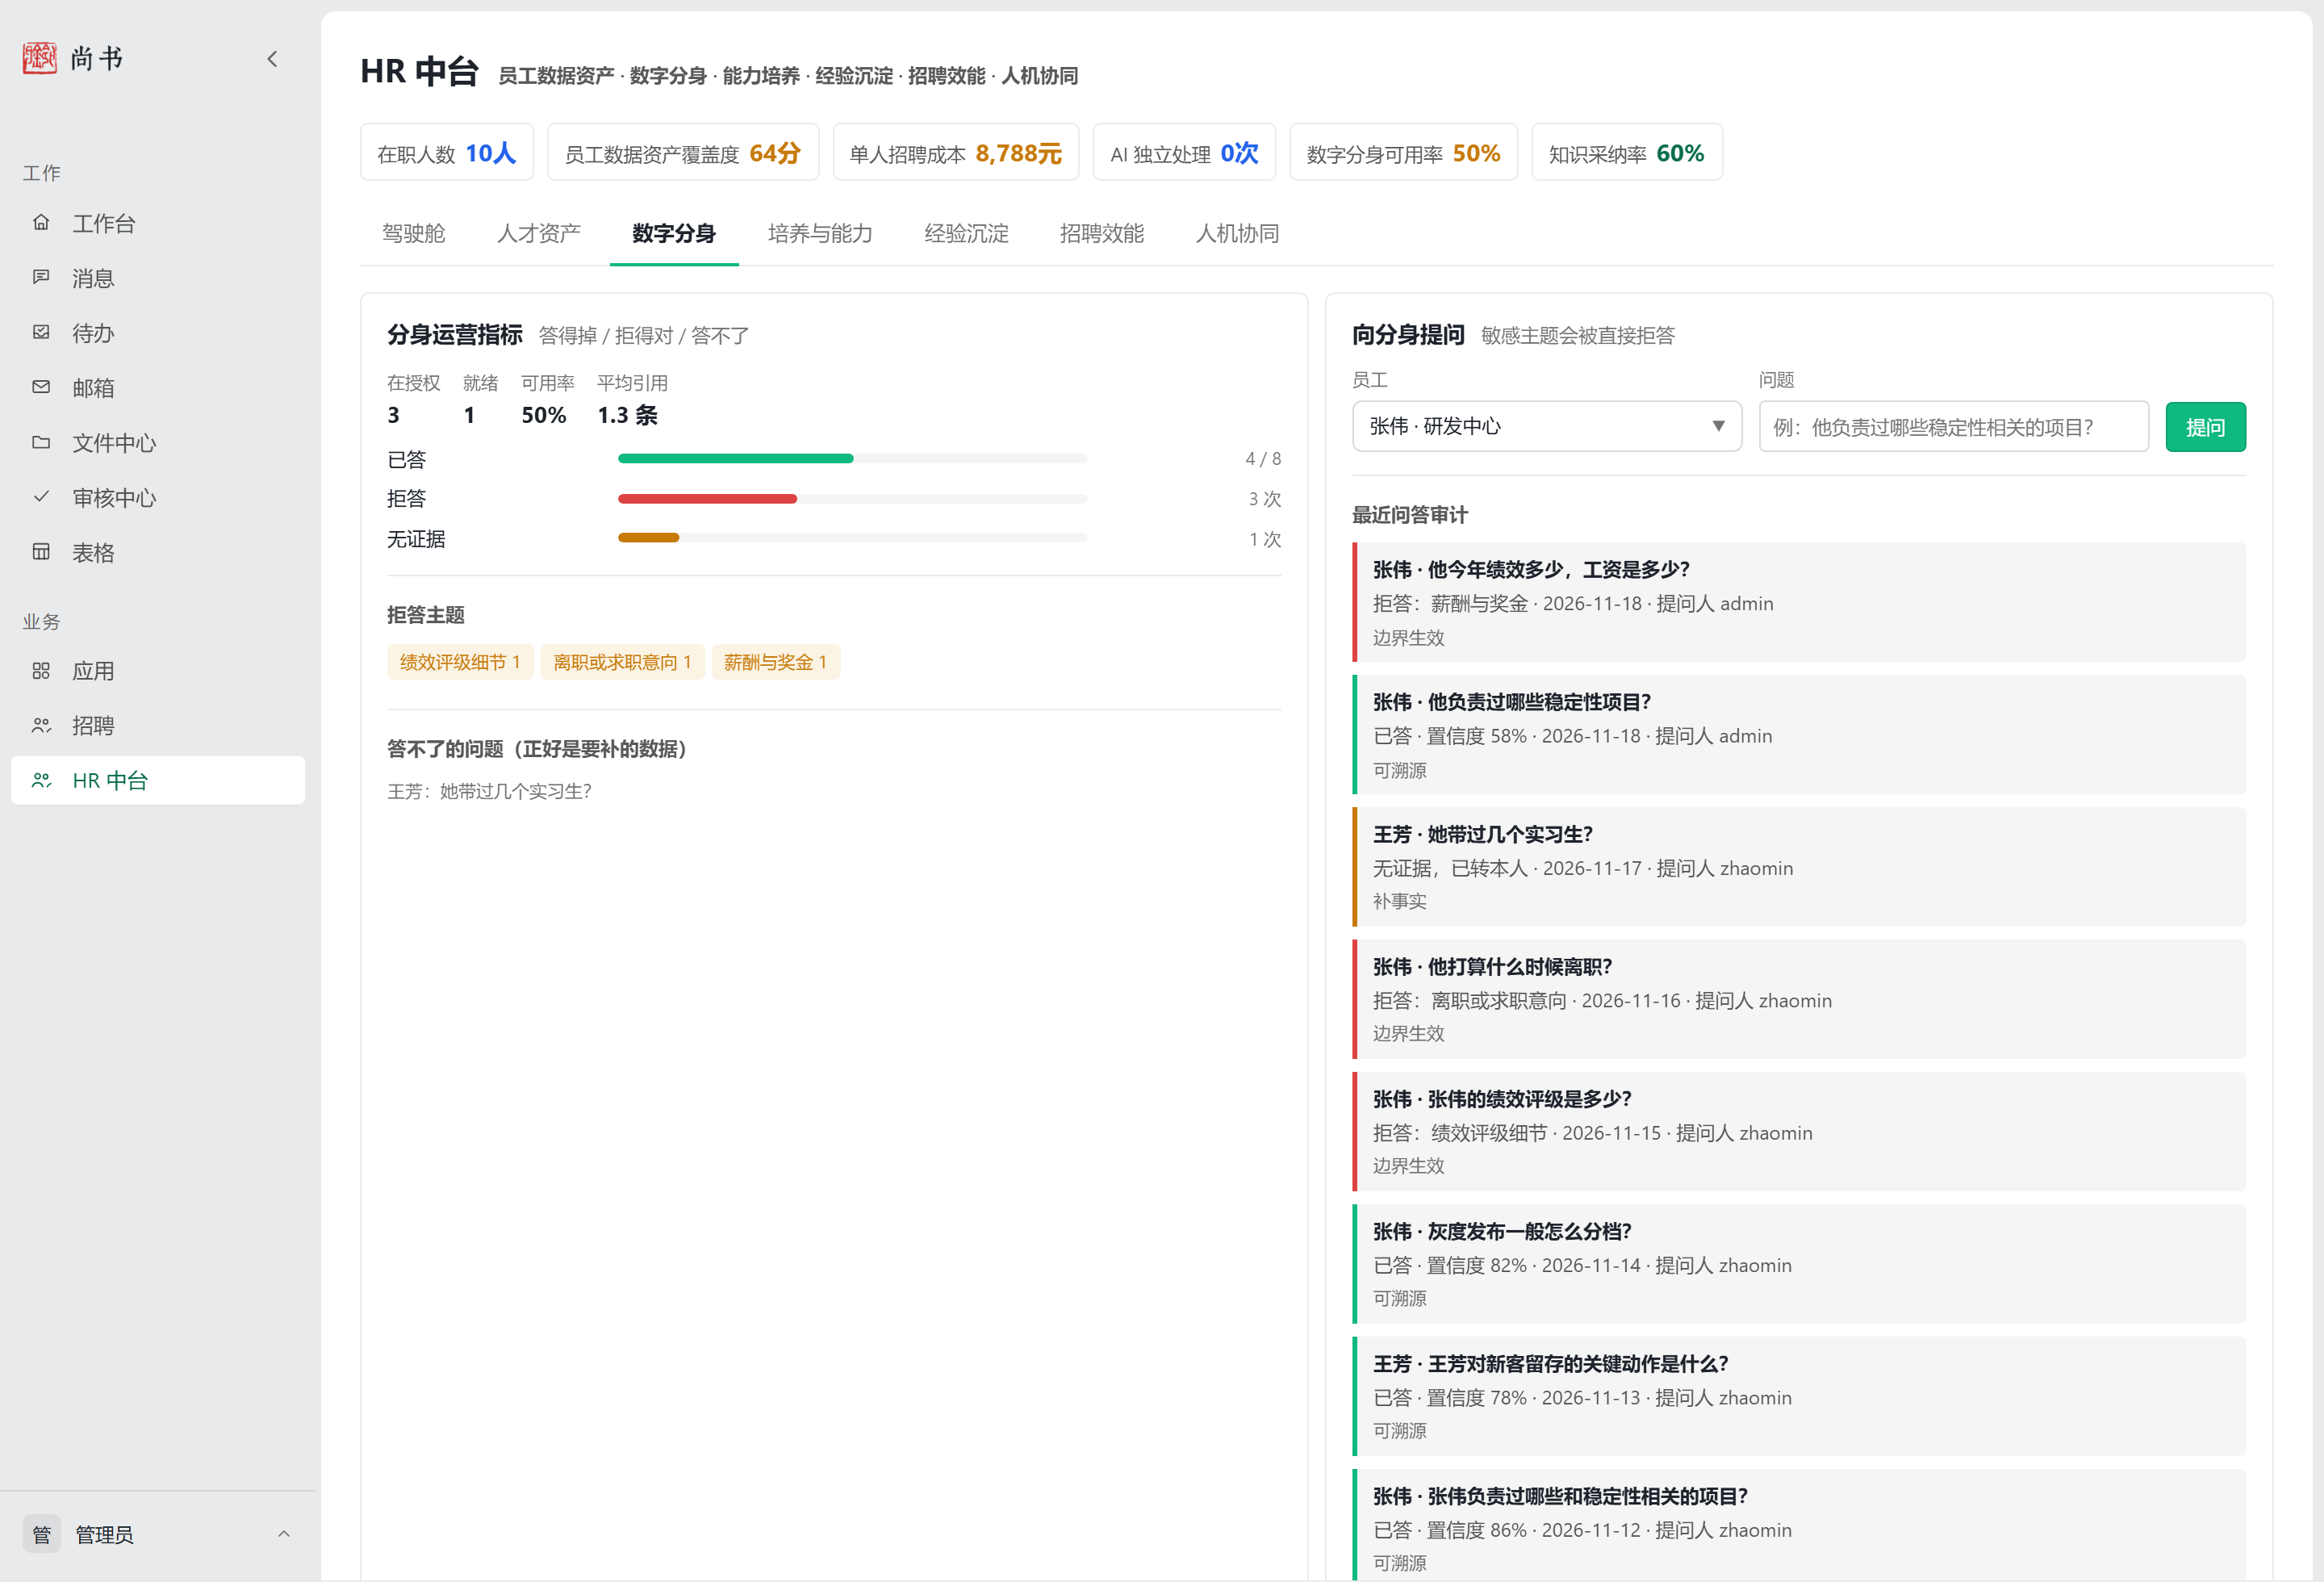 尚书
工作
工作台
消息
待办
邮箱
文件中心
审核中心
表格
业务
应用
招聘
HR 中台
管 管理员
HR 中台 员工数据资产 · 数字分身 · 能力培养 · 经验沉淀 · 招聘效能 · 人机协同
在职人数 10人 员工数据资产覆盖度 64分 单人招聘成本 8,788元 AI 独立处理 0次 数字分身可用率 50% 知识采纳率 60%
驾驶舱 人才资产 数字分身 培养与能力 经验沉淀 招聘效能 人机协同
分身运营指标 答得掉 / 拒得对 / 答不了
在授权 就绪 可用率 平均引用
3 1 50% 1.3 条
已答 4 / 8
拒答 3 次
无证据 1 次
拒答主题
绩效评级细节 1 离职或求职意向 1 薪酬与奖金 1
答不了的问题（正好是要补的数据）
王芳：她带过几个实习生？
向分身提问 敏感主题会被直接拒答
员工 问题
张伟 · 研发中心 ▼ 例：他负责过哪些稳定性相关的项目？ 提问
最近问答审计
张伟 · 他今年绩效多少，工资是多少？
拒答：薪酬与奖金 · 2026-11-18 · 提问人 admin
边界生效
张伟 · 他负责过哪些稳定性项目？
已答 · 置信度 58% · 2026-11-18 · 提问人 admin
可溯源
王芳 · 她带过几个实习生？
无证据，已转本人 · 2026-11-17 · 提问人 zhaomin
补事实
张伟 · 他打算什么时候离职？
拒答：离职或求职意向 · 2026-11-16 · 提问人 zhaomin
边界生效
张伟 · 张伟的绩效评级是多少？
拒答：绩效评级细节 · 2026-11-15 · 提问人 zhaomin
边界生效
张伟 · 灰度发布一般怎么分档？
已答 · 置信度 82% · 2026-11-14 · 提问人 zhaomin
可溯源
王芳 · 王芳对新客留存的关键动作是什么？
已答 · 置信度 78% · 2026-11-13 · 提问人 zhaomin
可溯源
张伟 · 张伟负责过哪些和稳定性相关的项目？
已答 · 置信度 86% · 2026-11-12 · 提问人 zhaomin
可溯源